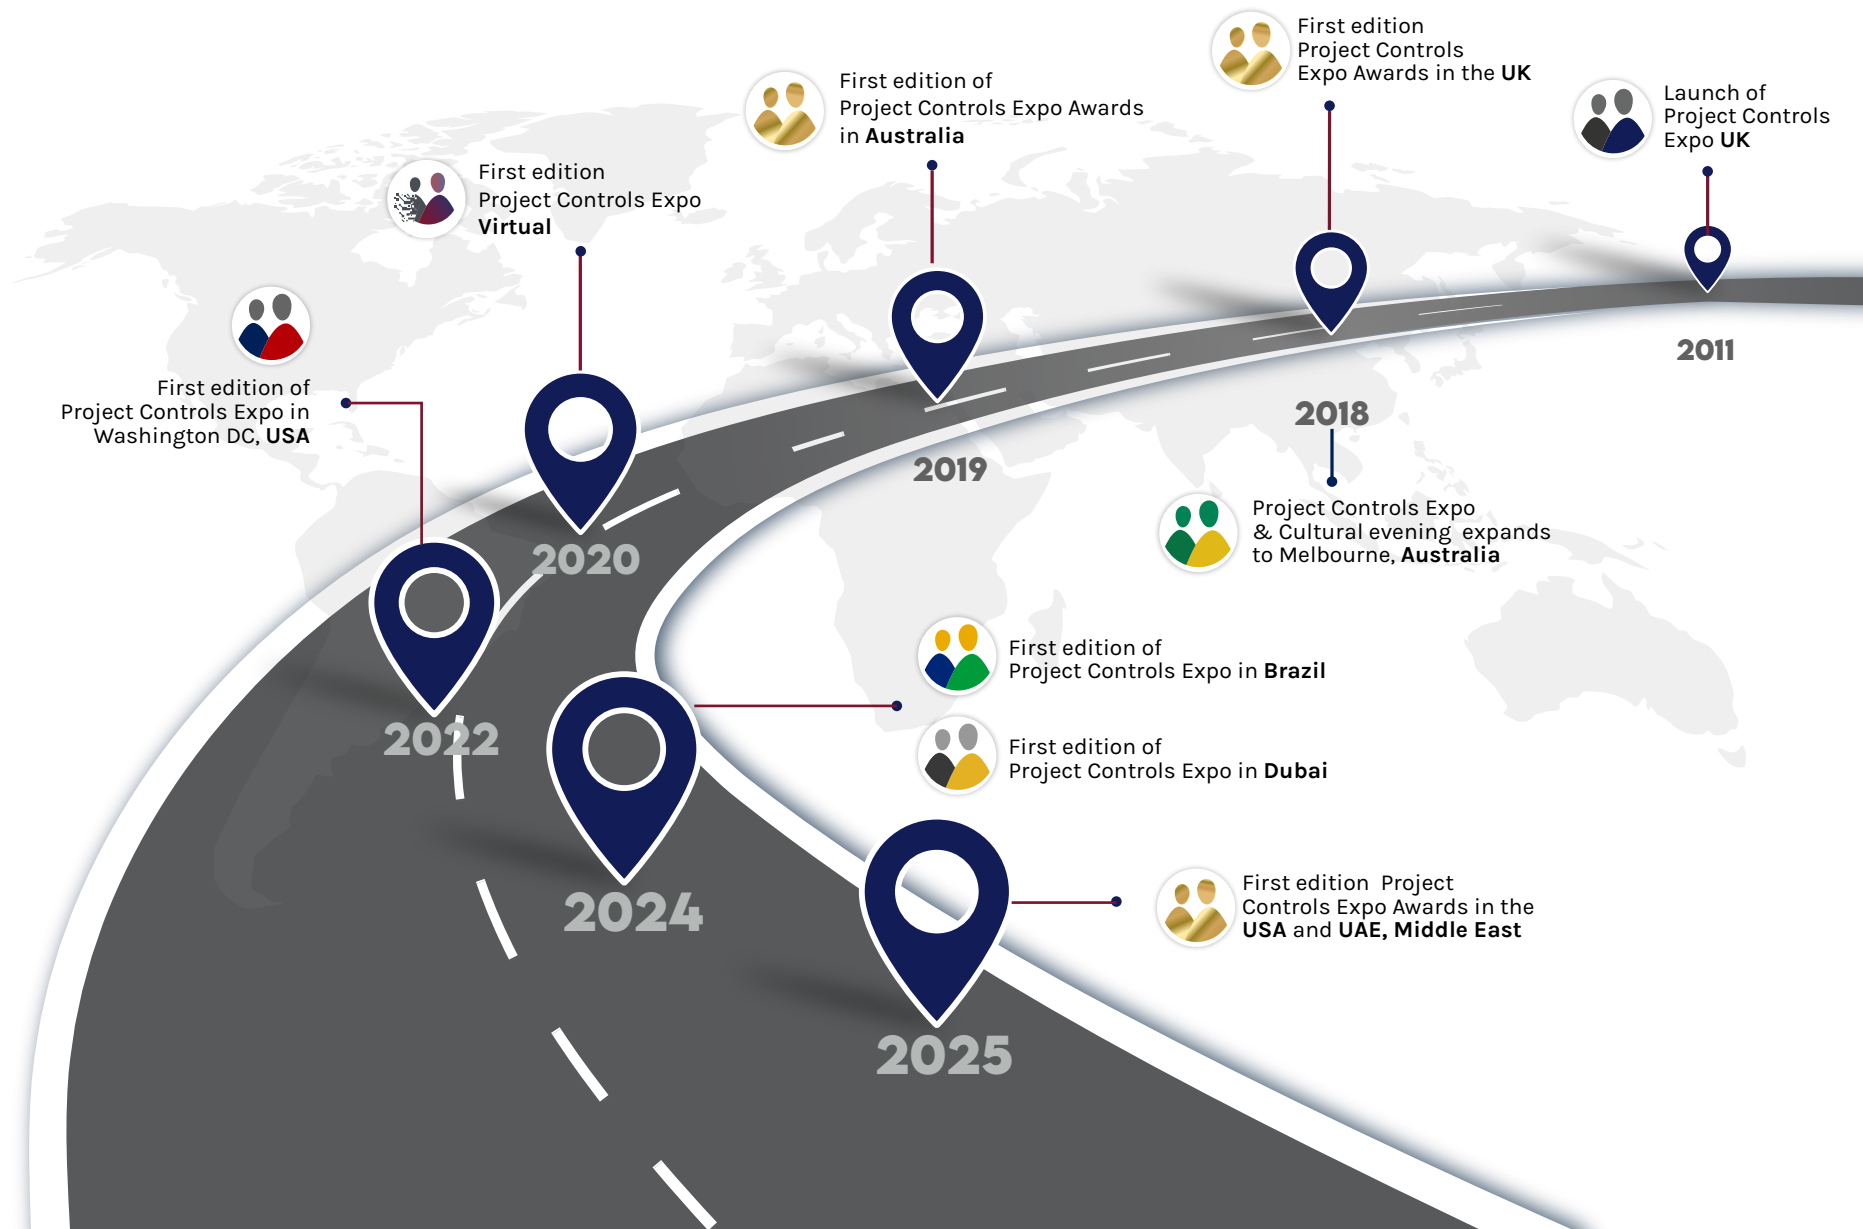 First edition
Project Controls
Expo Awards in the UK
Launch of
Project Controls
Expo UK
First edition of
Project Controls Expo Awards
in Australia
First edition
Project Controls Expo
Virtual
2011
First edition of
Project Controls Expo in
Washington DC, USA
2018
2019
Project Controls Expo
& Cultural evening expands
to Melbourne, Australia
2020
First edition of
Project Controls Expo in Brazil
2022
First edition of
Project Controls Expo in Dubai
2024
First edition Project
Controls Expo Awards in the
USA and UAE, Middle East
2025